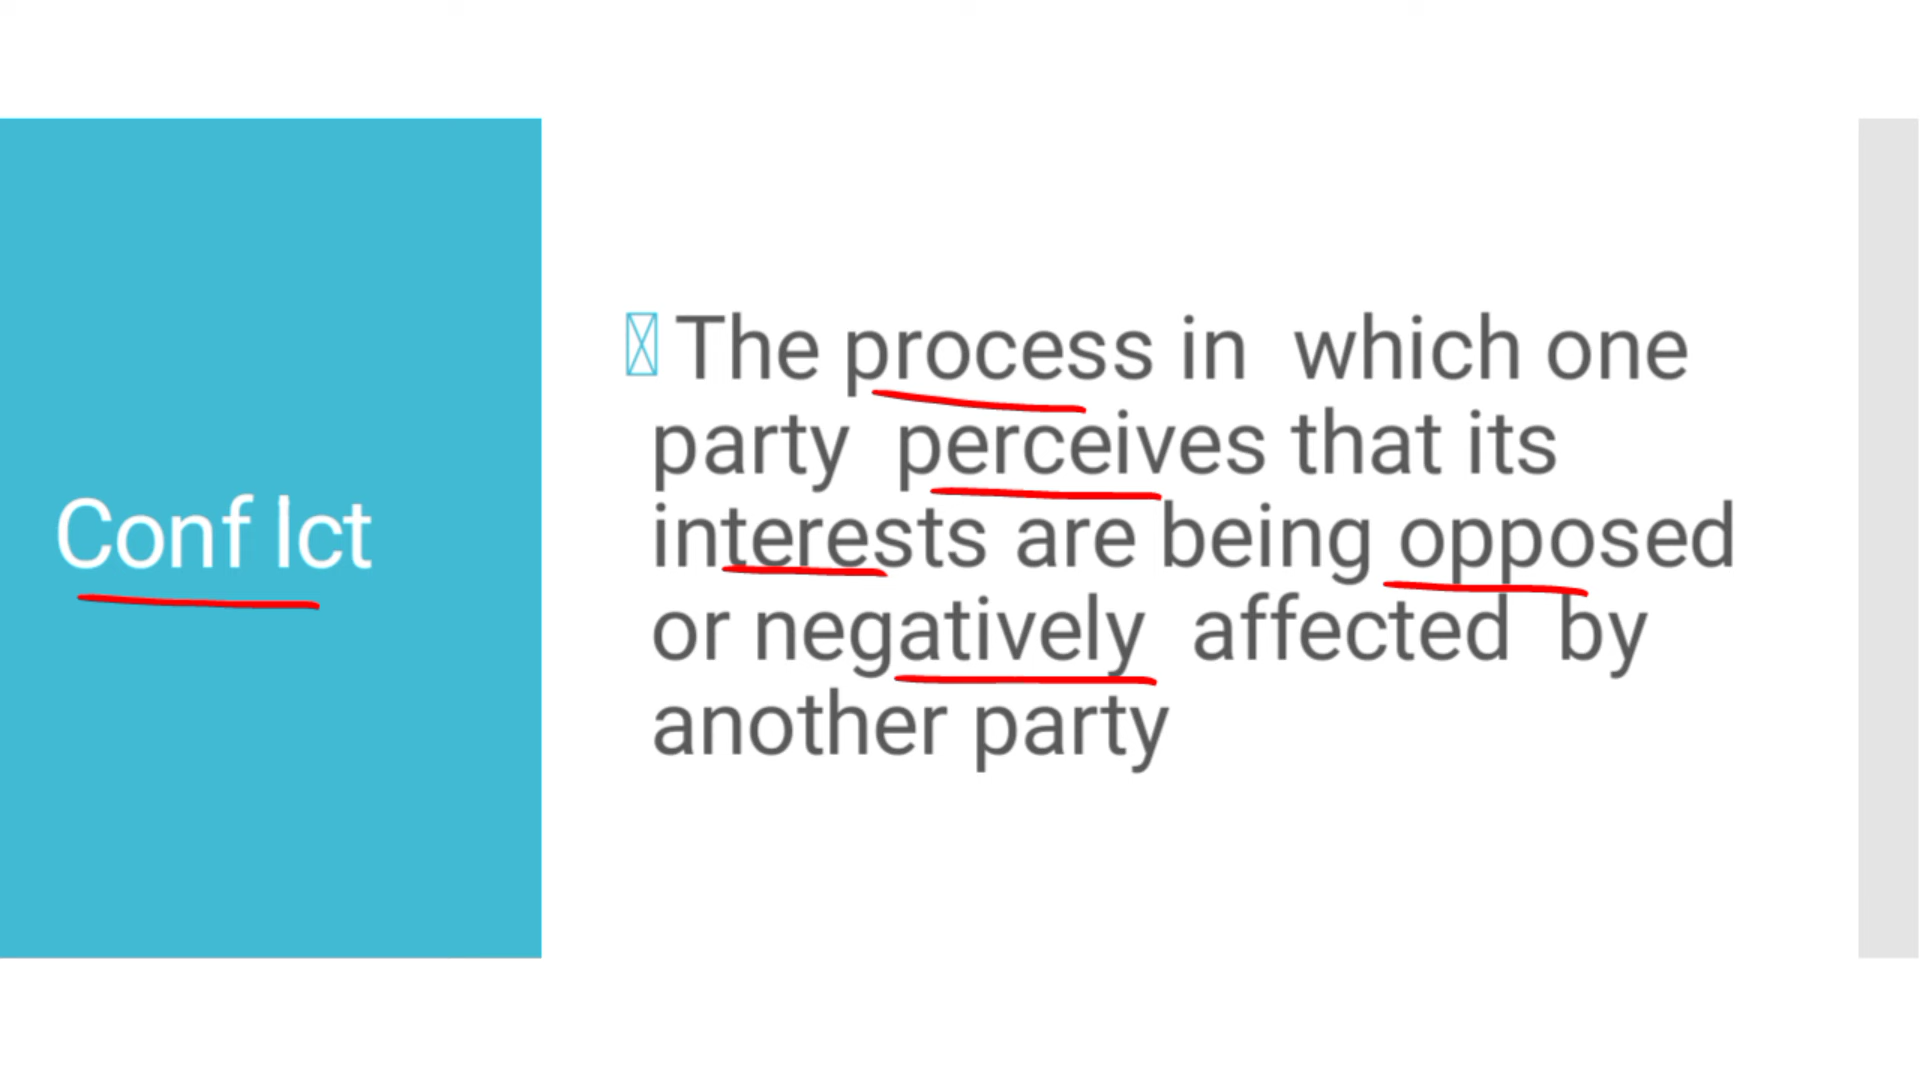 Conf lct
The process in which one
party perceives that its
interests are being opposed
or negatively affected by
another party